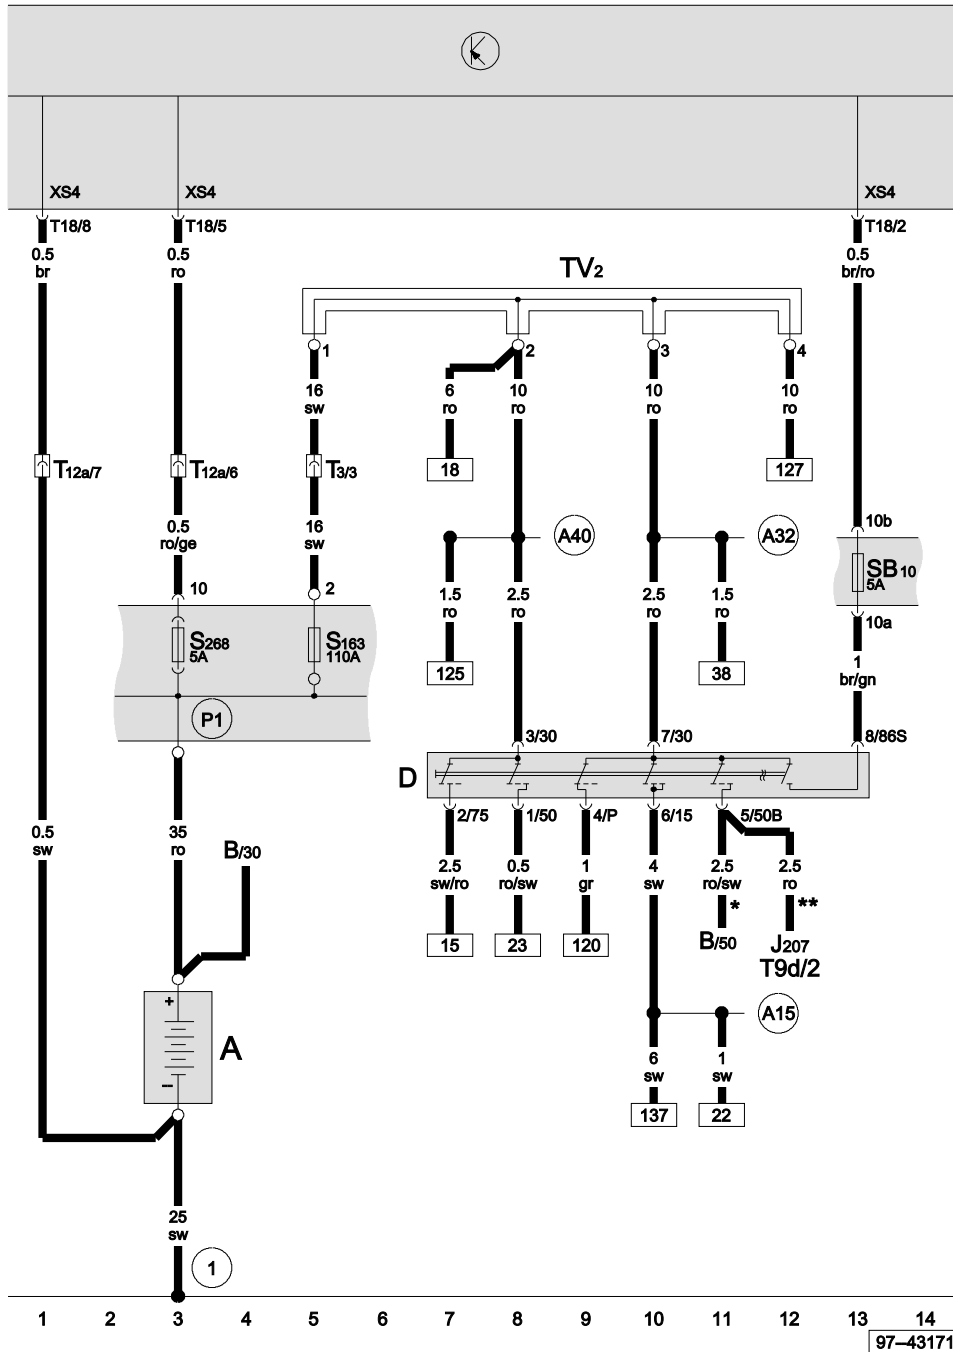 XS4 XS4 XS4
T18/8 T18/5 T18/2
0.5 0.5 0.5
br ro br/ro
TV2
1 2 3 4
16 6 10 10 10
sw ro ro ro ro
T12a/7 T12a/6 T3/3 18 127
0.5 16 10b
ro/ge sw A40 A32
SB10
5A
10 2 1.5 2.5 2.5 1.5
ro ro ro ro
10a
S268 S163
5A 110A
125 38
1
br/gn
P1
3/30 7/30 8/86S
D
2/75 1/50 4/P 6/15 5/50B
0.5 35
sw ro B/30
2.5 0.5 1 4 2.5 2.5
sw/ro ro/sw gr sw ro/sw ro
* **
15 23 120 B/50 J207
T9d/2
+
A
–
A15
6 1
sw sw
137 22
25
sw
1
1 2 3 4 5 6 7 8 9 10 11 12 13 14
97–43171